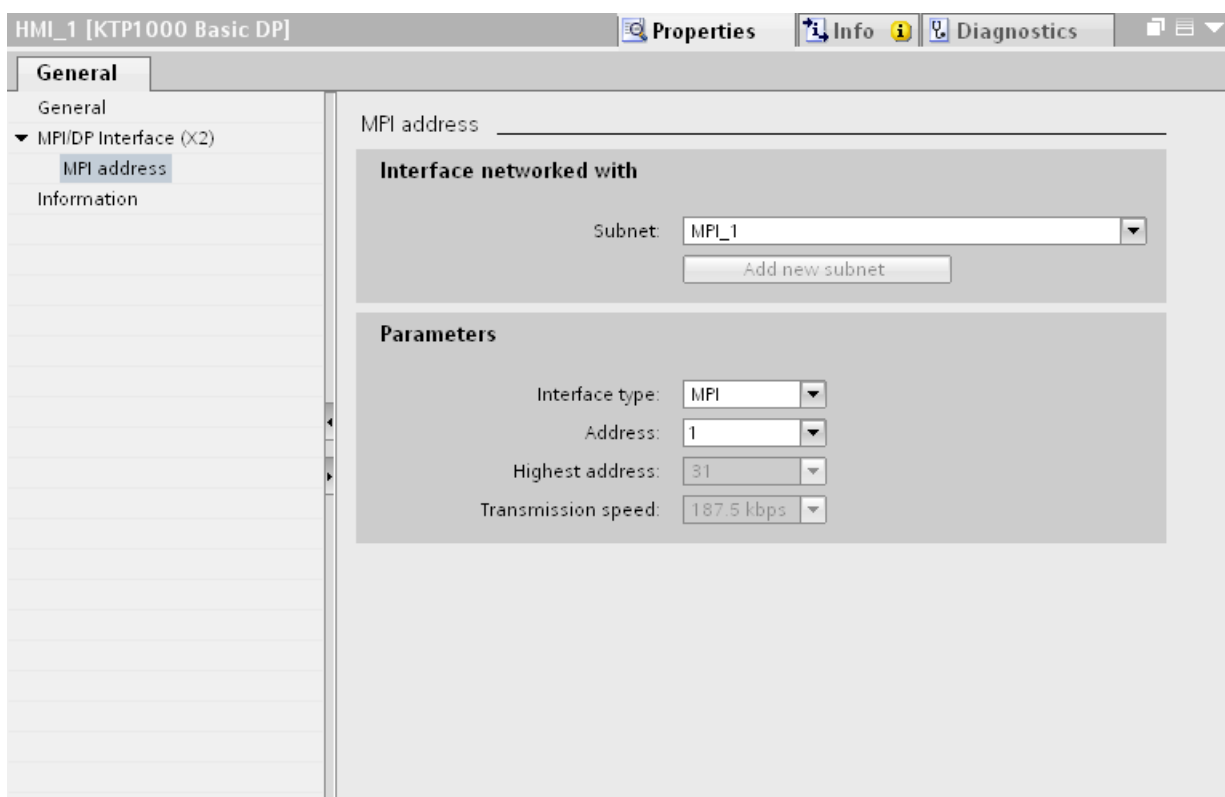 HMI_1 [KTP1000 Basic DP]
Properties
Info
Diagnostics
General
General
MPI/DP Interface (X2)
MPI address
Information
MPI address
Interface networked with
Subnet: MPI_1
Add new subnet
Parameters
Interface type: MPI
Address: 1
Highest address: 31
Transmission speed: 187.5 kbps